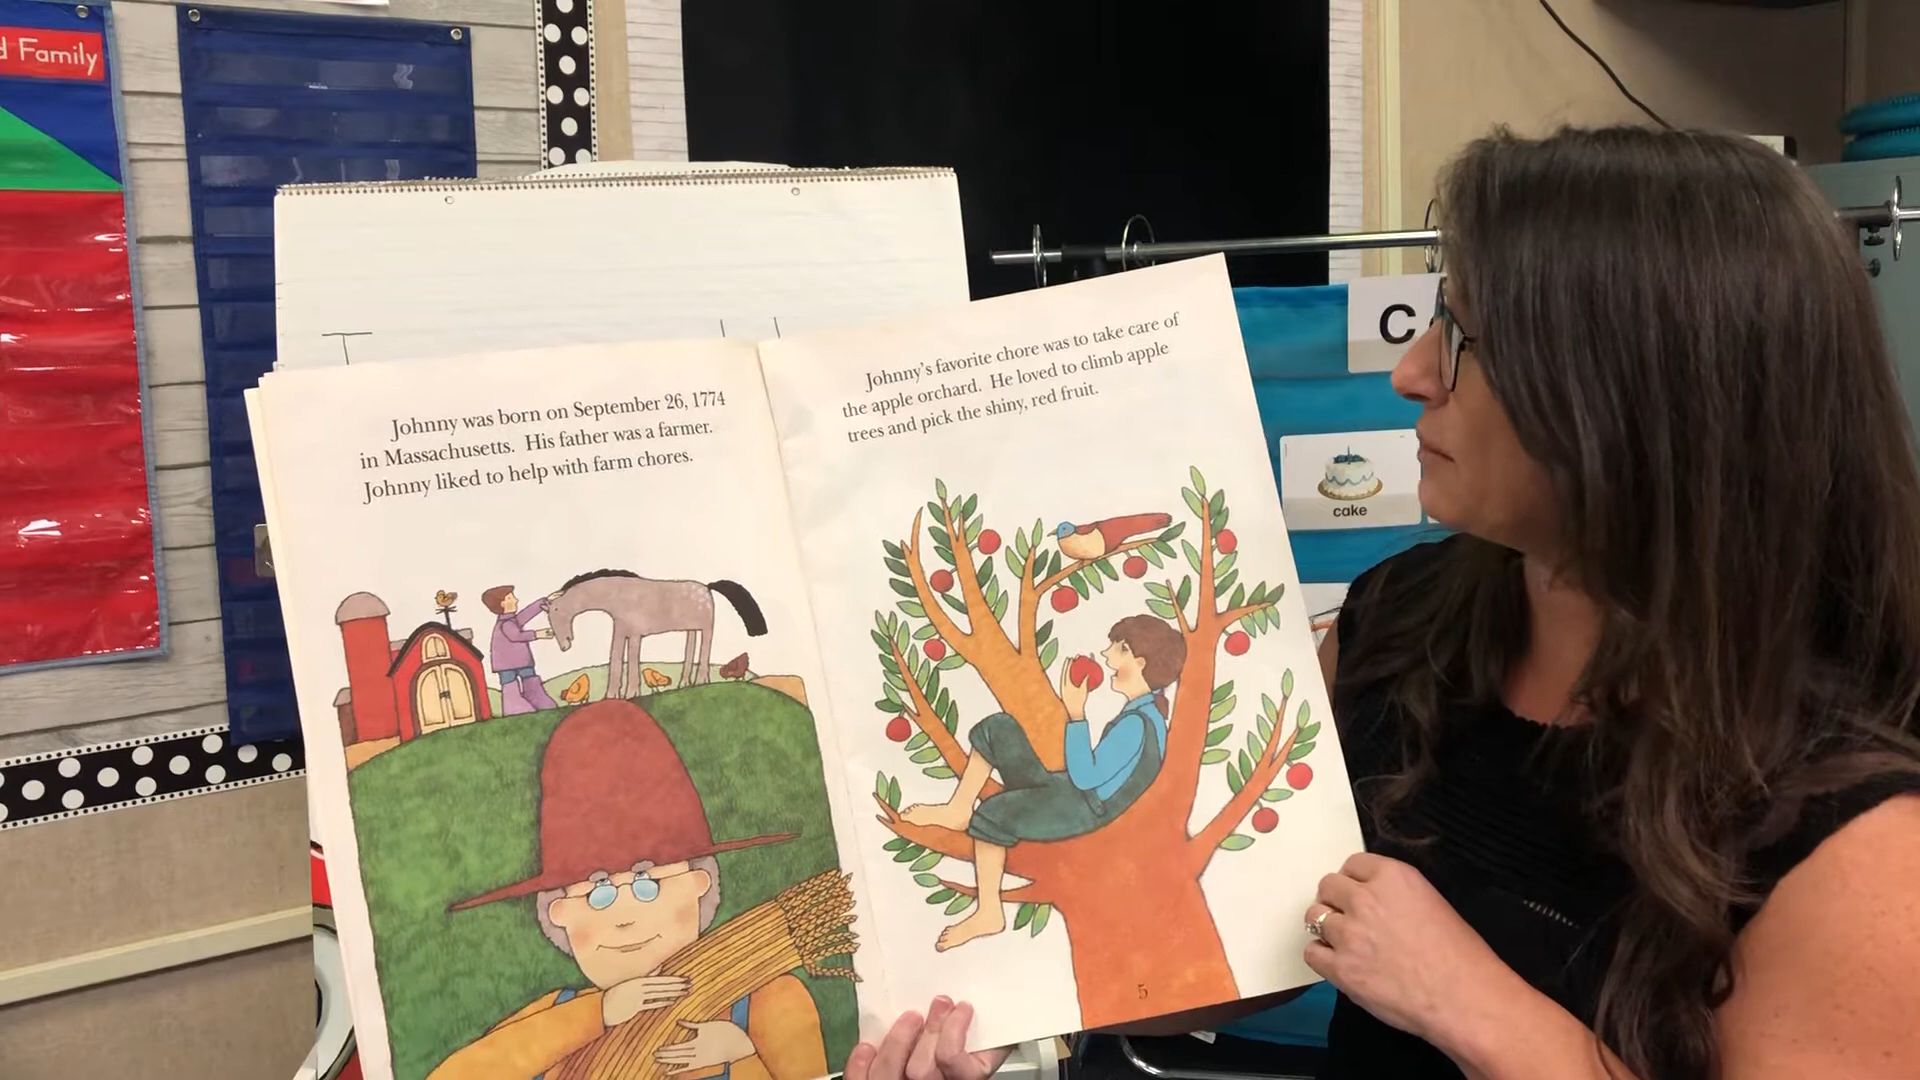 d Family
Johnny was born on September 26, 1774
in Massachusetts. His father was a farmer.
Johnny liked to help with farm chores.
Johnny's favorite chore was to take care of
the apple orchard. He loved to climb apple
trees and pick the shiny, red fruit.
5
C
cake